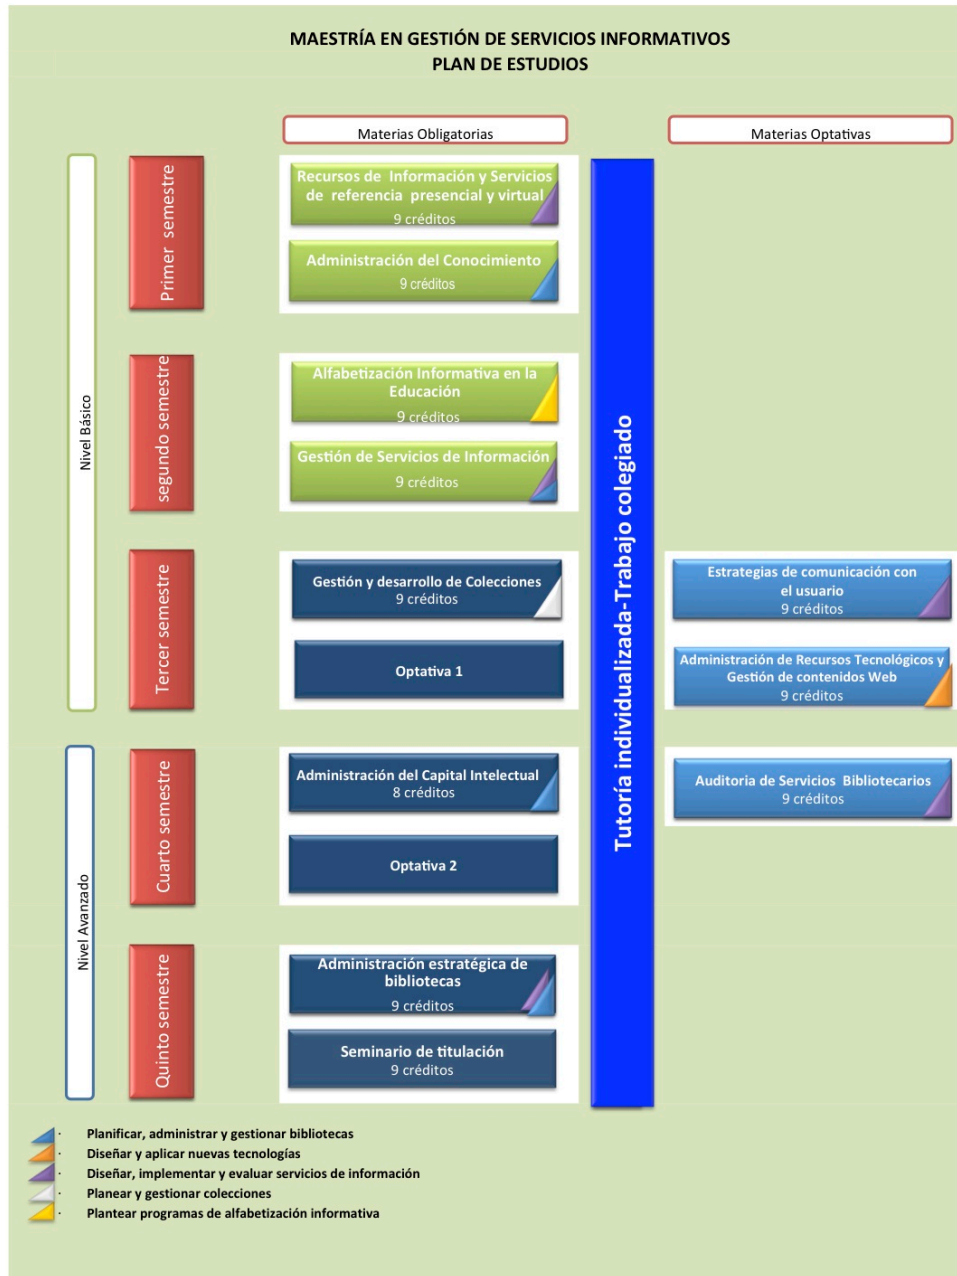 MAESTRÍA EN GESTIÓN DE SERVICIOS INFORMATIVOS
PLAN DE ESTUDIOS
Materias Obligatorias
Materias Optativas
Nivel Básico
Primer semestre
Recursos de Información y Servicios
de referencia presencial y virtual
9 créditos
Administración del Conocimiento
9 créditos
segundo semestre
Alfabetización Informativa en la
Educación
9 créditos
Gestión de Servicios de Información
9 créditos
Tercer semestre
Gestión y desarrollo de Colecciones
9 créditos
Optativa 1
Tutoría individualizada-Trabajo colegiado
Estrategias de comunicación con
el usuario
9 créditos
Administración de Recursos Tecnológicos y
Gestión de contenidos Web
9 créditos
Nivel Avanzado
Cuarto semestre
Administración del Capital Intelectual
8 créditos
Optativa 2
Auditoria de Servicios Bibliotecarios
9 créditos
Quinto semestre
Administración estratégica de
bibliotecas
9 créditos
Seminario de titulación
9 créditos
· Planificar, administrar y gestionar bibliotecas
· Diseñar y aplicar nuevas tecnologías
· Diseñar, implementar y evaluar servicios de información
· Planear y gestionar colecciones
· Plantear programas de alfabetización informativa